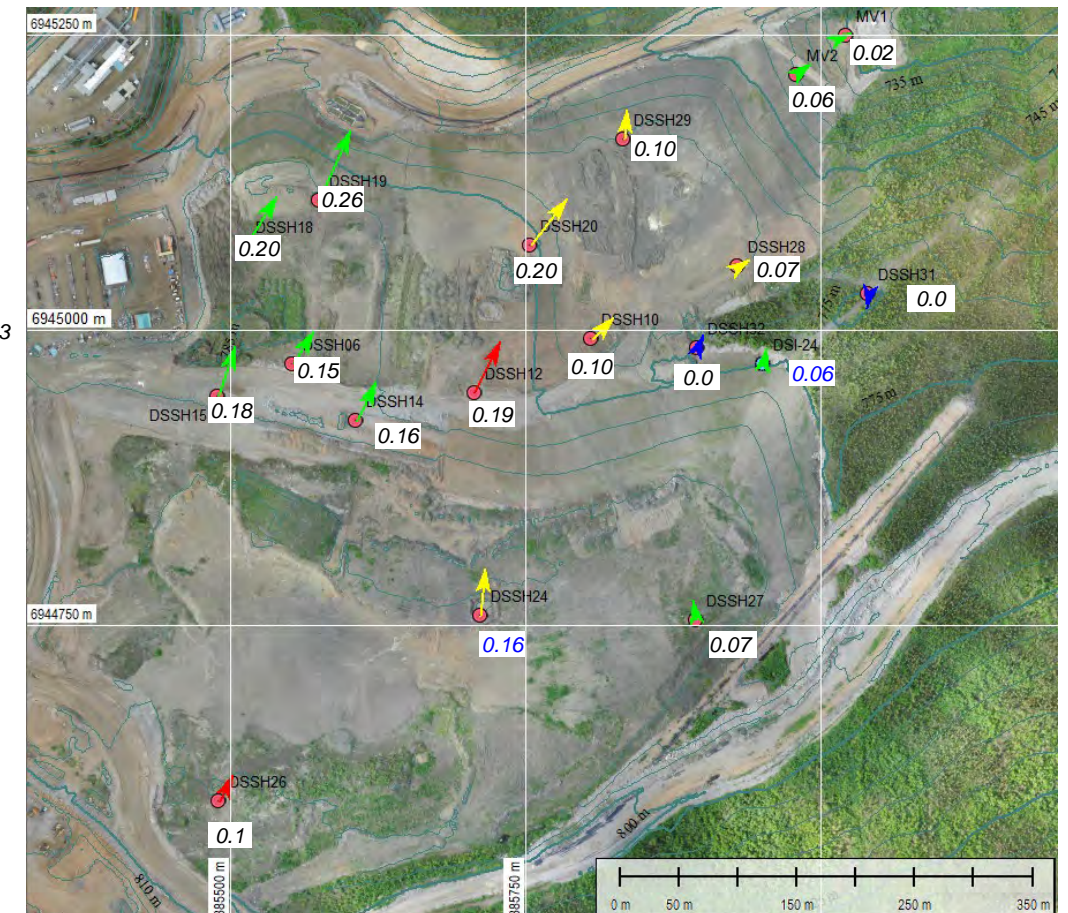 6945250 m
MV1
0.02
MV2
0.06
735 m
745 m
DSSH29
0.10
DSSH19
0.26
DSSH18
0.20
DSSH20
0.20
DSSH28
0.07
DSSH31
0.0
3
6945000 m
DSSH10
0.10
DSSH32
0.0
DSI-24
0.06
DSSH06
0.15
DSSH12
0.19
DSSH15
0.18
DSSH14
0.16
775 m
DSSH24
0.16
DSSH27
0.07
6944750 m
DSSH26
0.1
800 m
810 m
385500 m
385750 m
0 m
50 m
150 m
250 m
350 m